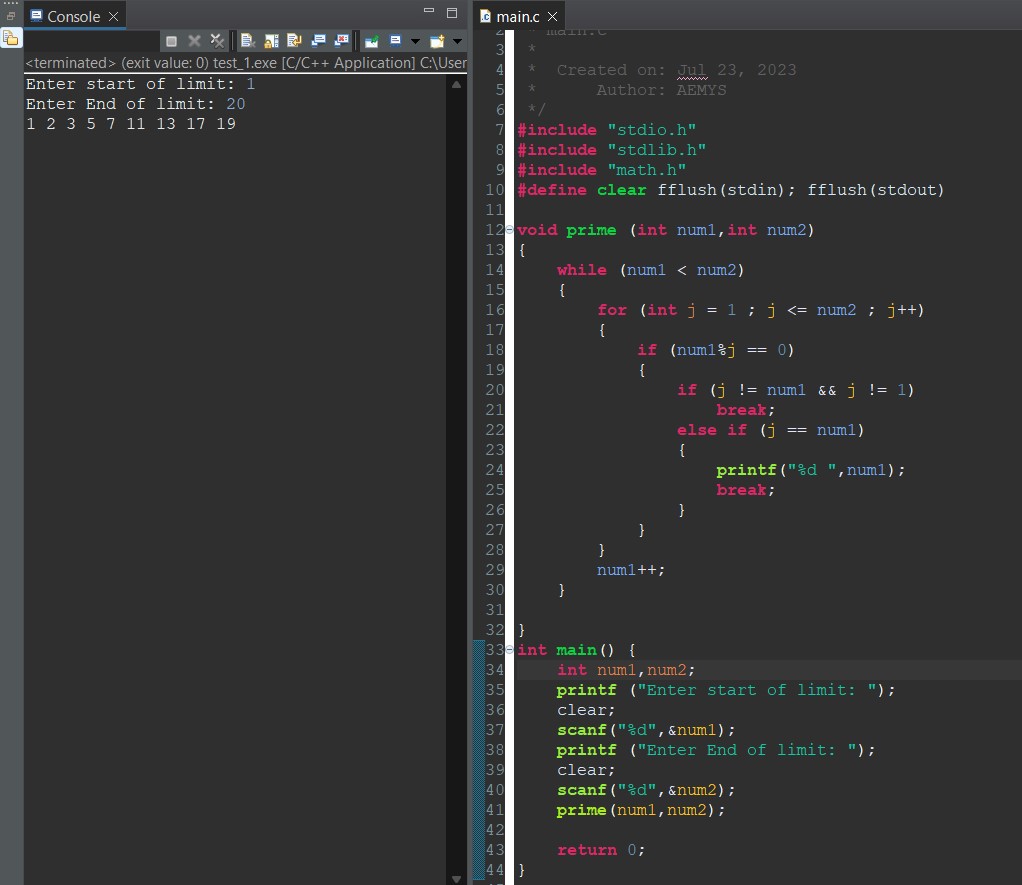 Console
<terminated> (exit value: 0) test_1.exe [C/C++ Application] C:\User
Enter start of limit: 1
Enter End of limit: 20
1 2 3 5 7 11 13 17 19
main.c
2 * main.c
3 *
4 * Created on: Jul 23, 2023
5 * Author: AEMYS
6 */
7 #include "stdio.h"
8 #include "stdlib.h"
9 #include "math.h"
10 #define clear fflush(stdin); fflush(stdout)
11
12 void prime (int num1,int num2)
13 {
14 while (num1 < num2)
15 {
16 for (int j = 1 ; j <= num2 ; j++)
17 {
18 if (num1%j == 0)
19 {
20 if (j != num1 && j != 1)
21 break;
22 else if (j == num1)
23 {
24 printf("%d ",num1);
25 break;
26 }
27 }
28 }
29 num1++;
30 }
31
32 }
33 int main() {
34 int num1,num2;
35 printf ("Enter start of limit: ");
36 clear;
37 scanf("%d",&num1);
38 printf ("Enter End of limit: ");
39 clear;
40 scanf("%d",&num2);
41 prime(num1,num2);
42
43 return 0;
44 }